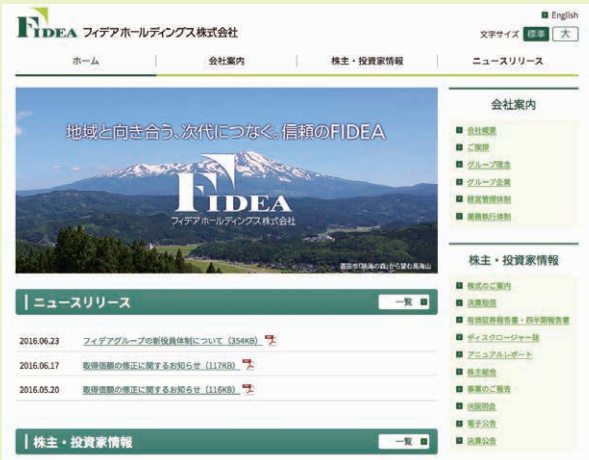 FIDEA フィデアホールディングス株式会社
English
文字サイズ 標準 大
ホーム 会社案内 株主・投資家情報 ニュースリリース
地域と向き合う、次代につなぐ。信頼のFIDEA
FIDEA
フィデアホールディングス株式会社
酒田市「眺海の森」から望む鳥海山
ニュースリリース 一覧
2016.06.23 フィデアグループの新役員体制について（354KB）
2016.06.17 取得価額の修正に関するお知らせ（117KB）
2016.05.20 取得価額の修正に関するお知らせ（116KB）
株主・投資家情報 一覧
会社案内
会社概要
ご挨拶
グループ理念
グループ企業
経営管理体制
業務執行体制
株主・投資家情報
株式のご案内
決算短信
有価証券報告書・四半期報告書
ディスクロージャー誌
アニュアルレポート
株主総会
事業のご報告
IR説明会
電子公告
決算公告